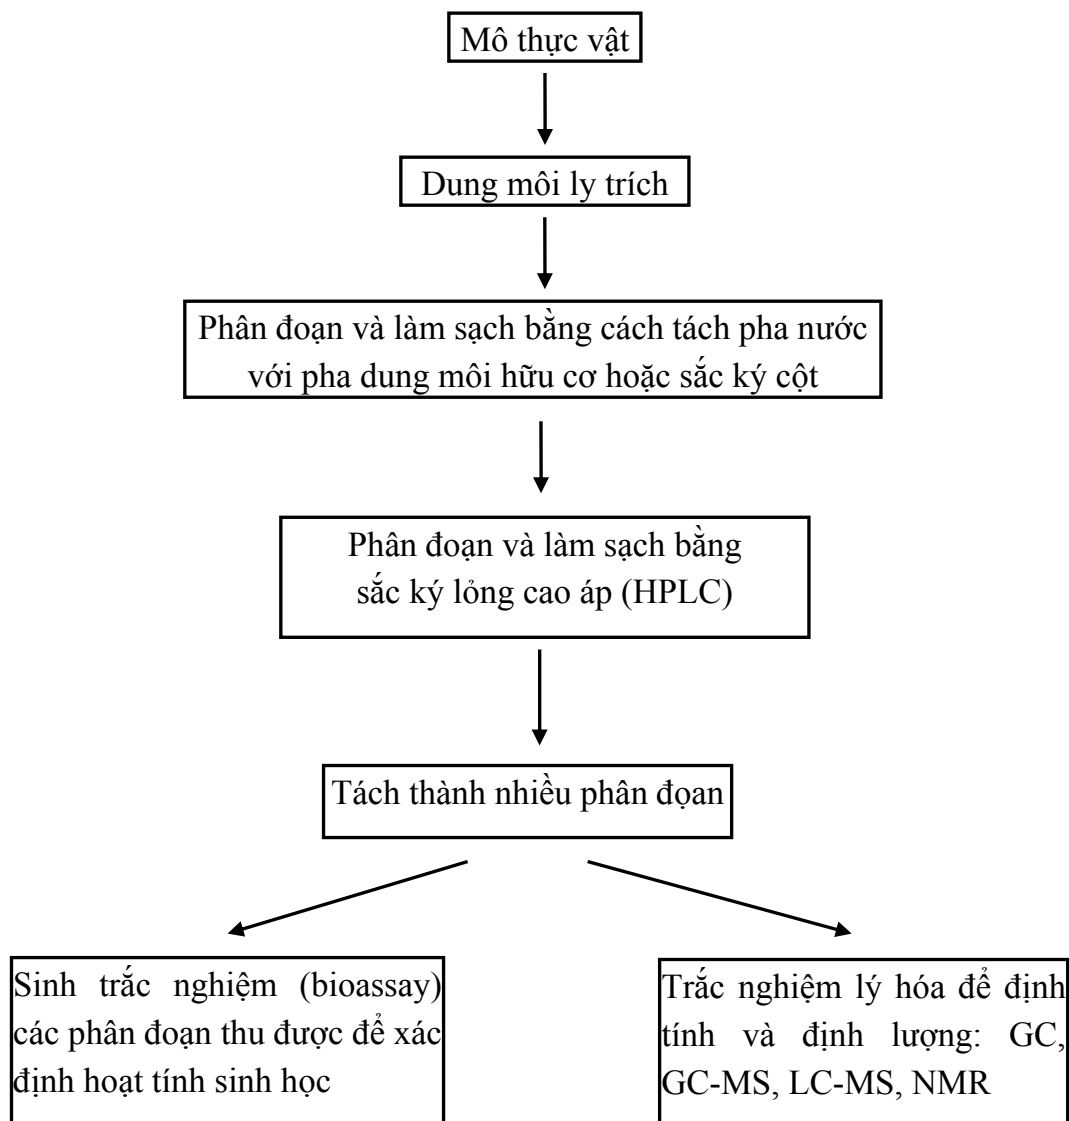 Mô thực vật
Dung môi ly trích
Phân đoạn và làm sạch bằng cách tách pha nước
với pha dung môi hữu cơ hoặc sắc ký cột
Phân đoạn và làm sạch bằng
sắc ký lỏng cao áp (HPLC)
Tách thành nhiều phân đọan
Sinh trắc nghiệm (bioassay)
các phân đoạn thu được để xác
định hoạt tính sinh học
Trắc nghiệm lý hóa để định
tính và định lượng: GC,
GC-MS, LC-MS, NMR